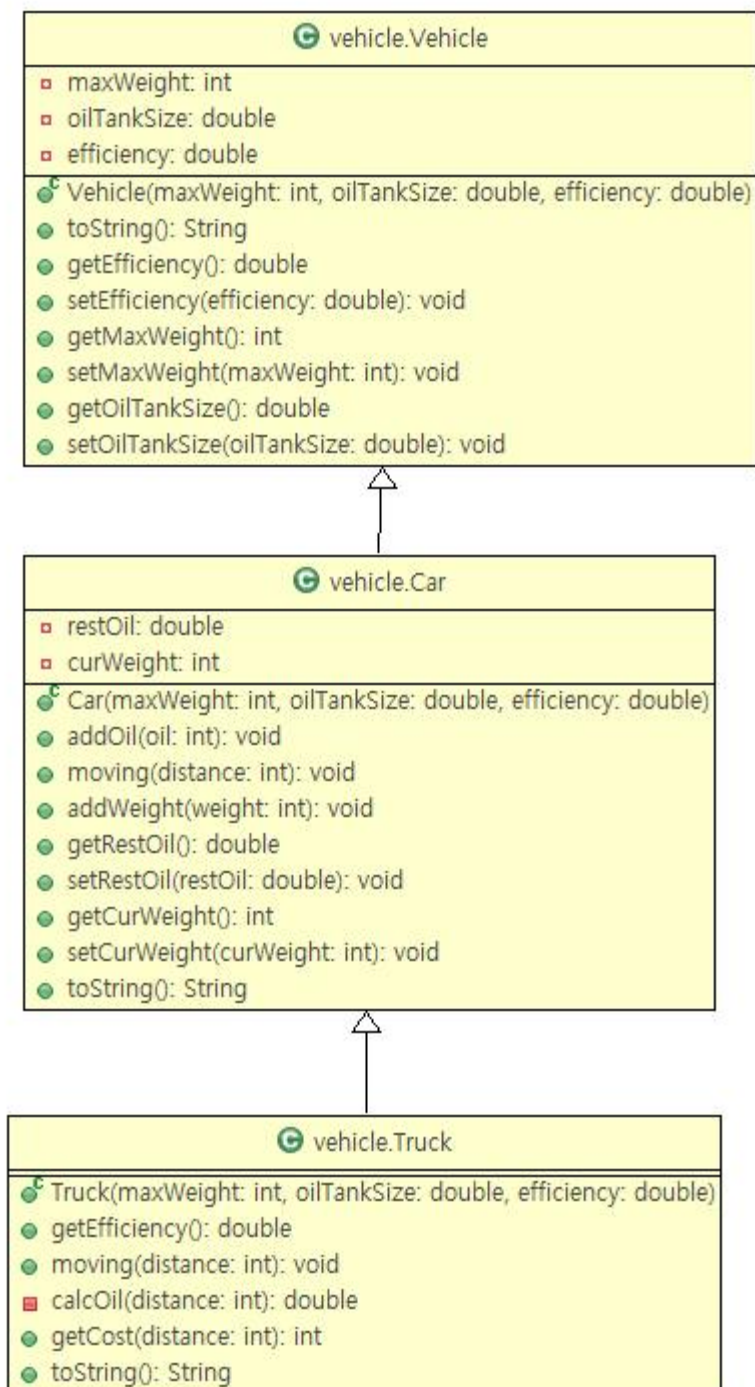 vehicle.Vehicle
maxWeight: int
oilTankSize: double
efficiency: double
Vehicle(maxWeight: int, oilTankSize: double, efficiency: double)
toString(): String
getEfficiency(): double
setEfficiency(efficiency: double): void
getMaxWeight(): int
setMaxWeight(maxWeight: int): void
getOilTankSize(): double
setOilTankSize(oilTankSize: double): void
vehicle.Car
restOil: double
curWeight: int
Car(maxWeight: int, oilTankSize: double, efficiency: double)
addOil(oil: int): void
moving(distance: int): void
addWeight(weight: int): void
getRestOil(): double
setRestOil(restOil: double): void
getCurWeight(): int
setCurWeight(curWeight: int): void
toString(): String
vehicle.Truck
Truck(maxWeight: int, oilTankSize: double, efficiency: double)
getEfficiency(): double
moving(distance: int): void
calcOil(distance: int): double
getCost(distance: int): int
toString(): String